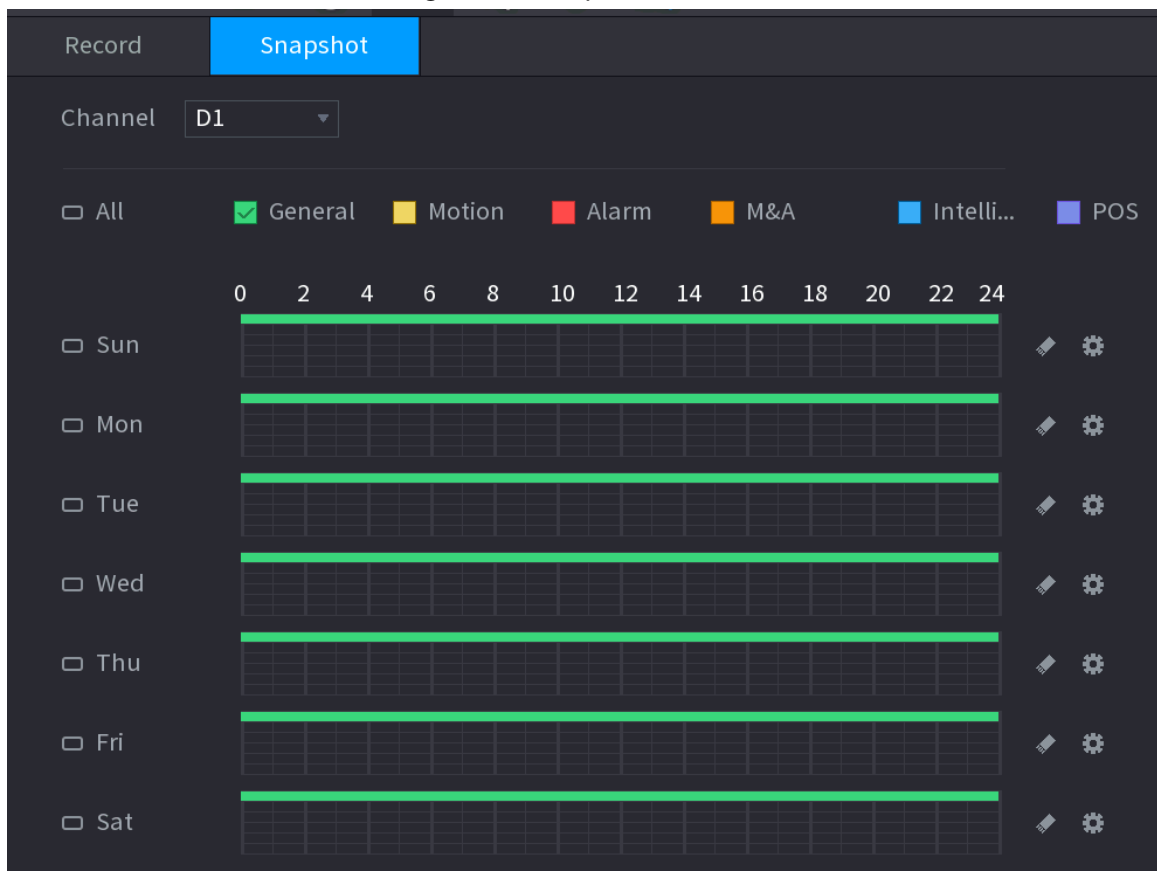 Record Snapshot
Channel D1
All General Motion Alarm M&A Intelli... POS
0 2 4 6 8 10 12 14 16 18 20 22 24
Sun
Mon
Tue
Wed
Thu
Fri
Sat